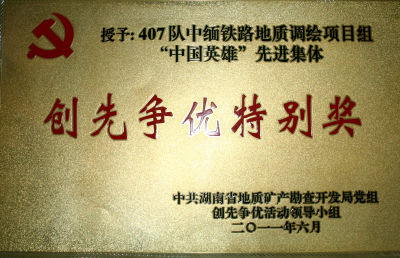 授予: 407队中缅铁路地质调绘项目组
“中国英雄”先进集体
创先争优特别奖
中共湖南省地质矿产勘查开发局党组
创先争优活动领导小组
二〇一一年六月